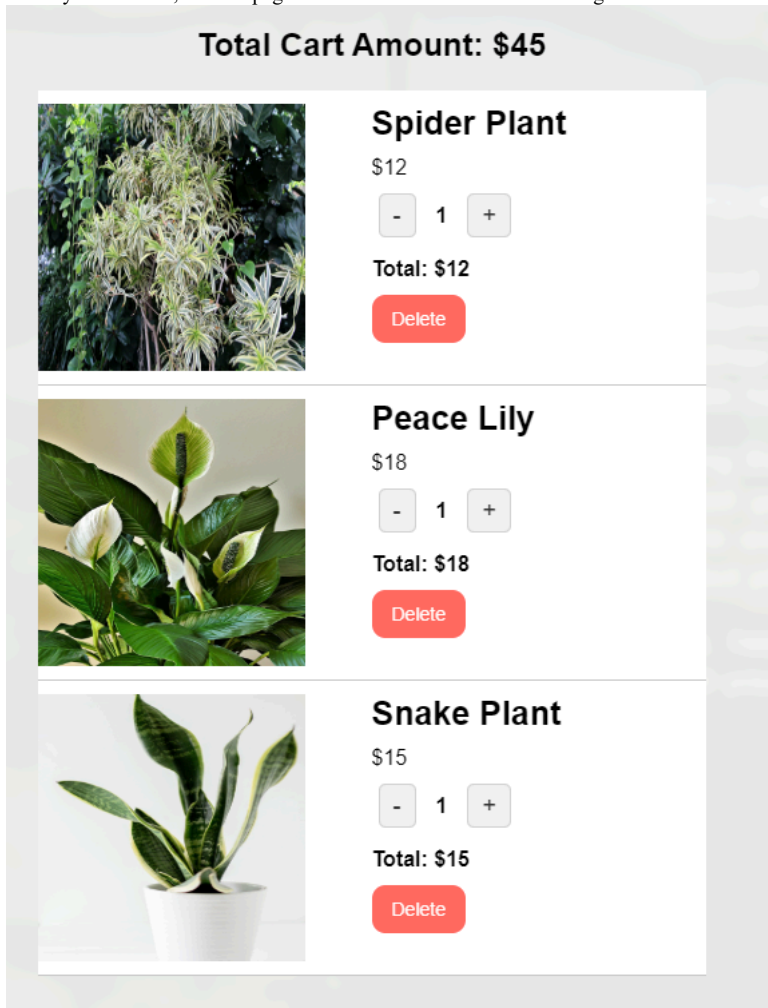 Total Cart Amount: $45
Spider Plant
$12
- 1 +
Total: $12
Delete
Peace Lily
$18
- 1 +
Total: $18
Delete
Snake Plant
$15
- 1 +
Total: $15
Delete